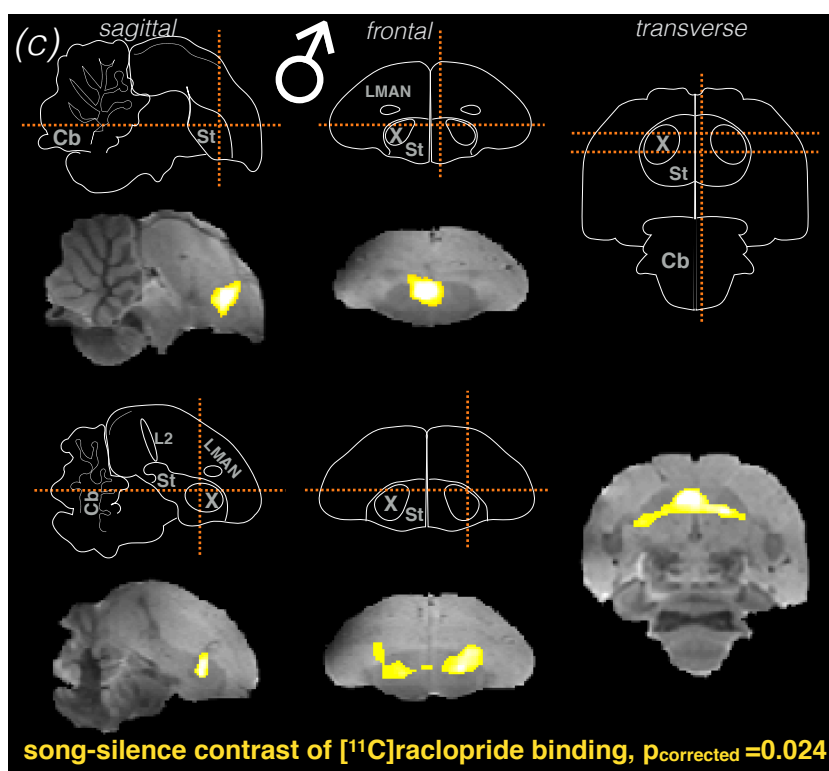 (c) sagittal frontal transverse
LMAN
Cb St X St X St
Cb
L2 LMAN
St
Cb X X St
song-silence contrast of [¹¹C]raclopride binding, pcorrected =0.024